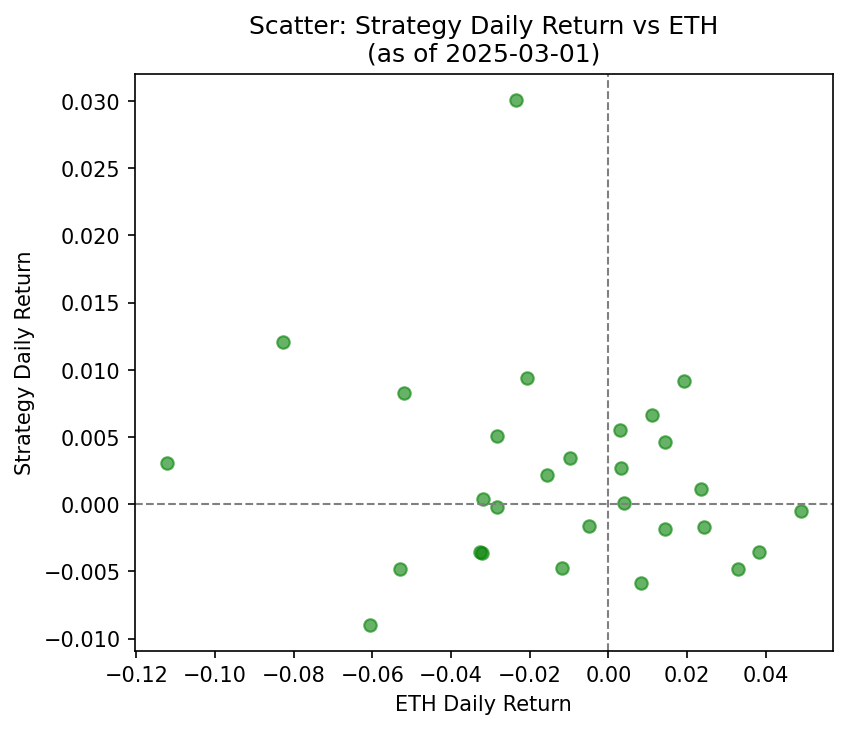 Scatter: Strategy Daily Return vs ETH
(as of 2025-03-01)
Strategy Daily Return
0.030
0.025
0.020
0.015
0.010
0.005
0.000
−0.005
−0.010
−0.12 −0.10 −0.08 −0.06 −0.04 −0.02 0.00 0.02 0.04
ETH Daily Return